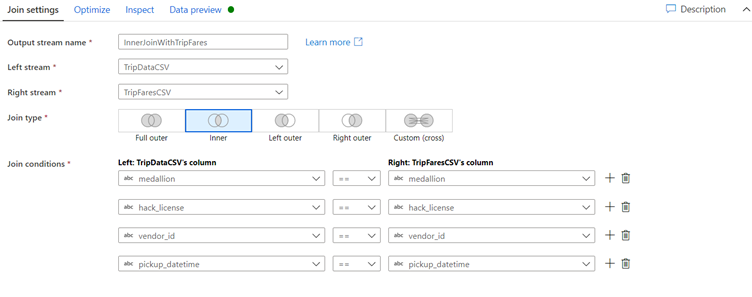 Join settings Optimize Inspect Data preview Description
Output stream name * InnerJoinWithTripFares Learn more
Left stream * TripDataCSV
Right stream * TripFaresCSV
Join type *
Full outer Inner Left outer Right outer Custom (cross)
Join conditions * Left: TripDataCSV's column Right: TripFaresCSV's column
abc medallion == abc medallion
abc hack_license == abc hack_license
abc vendor_id == abc vendor_id
abc pickup_datetime == abc pickup_datetime